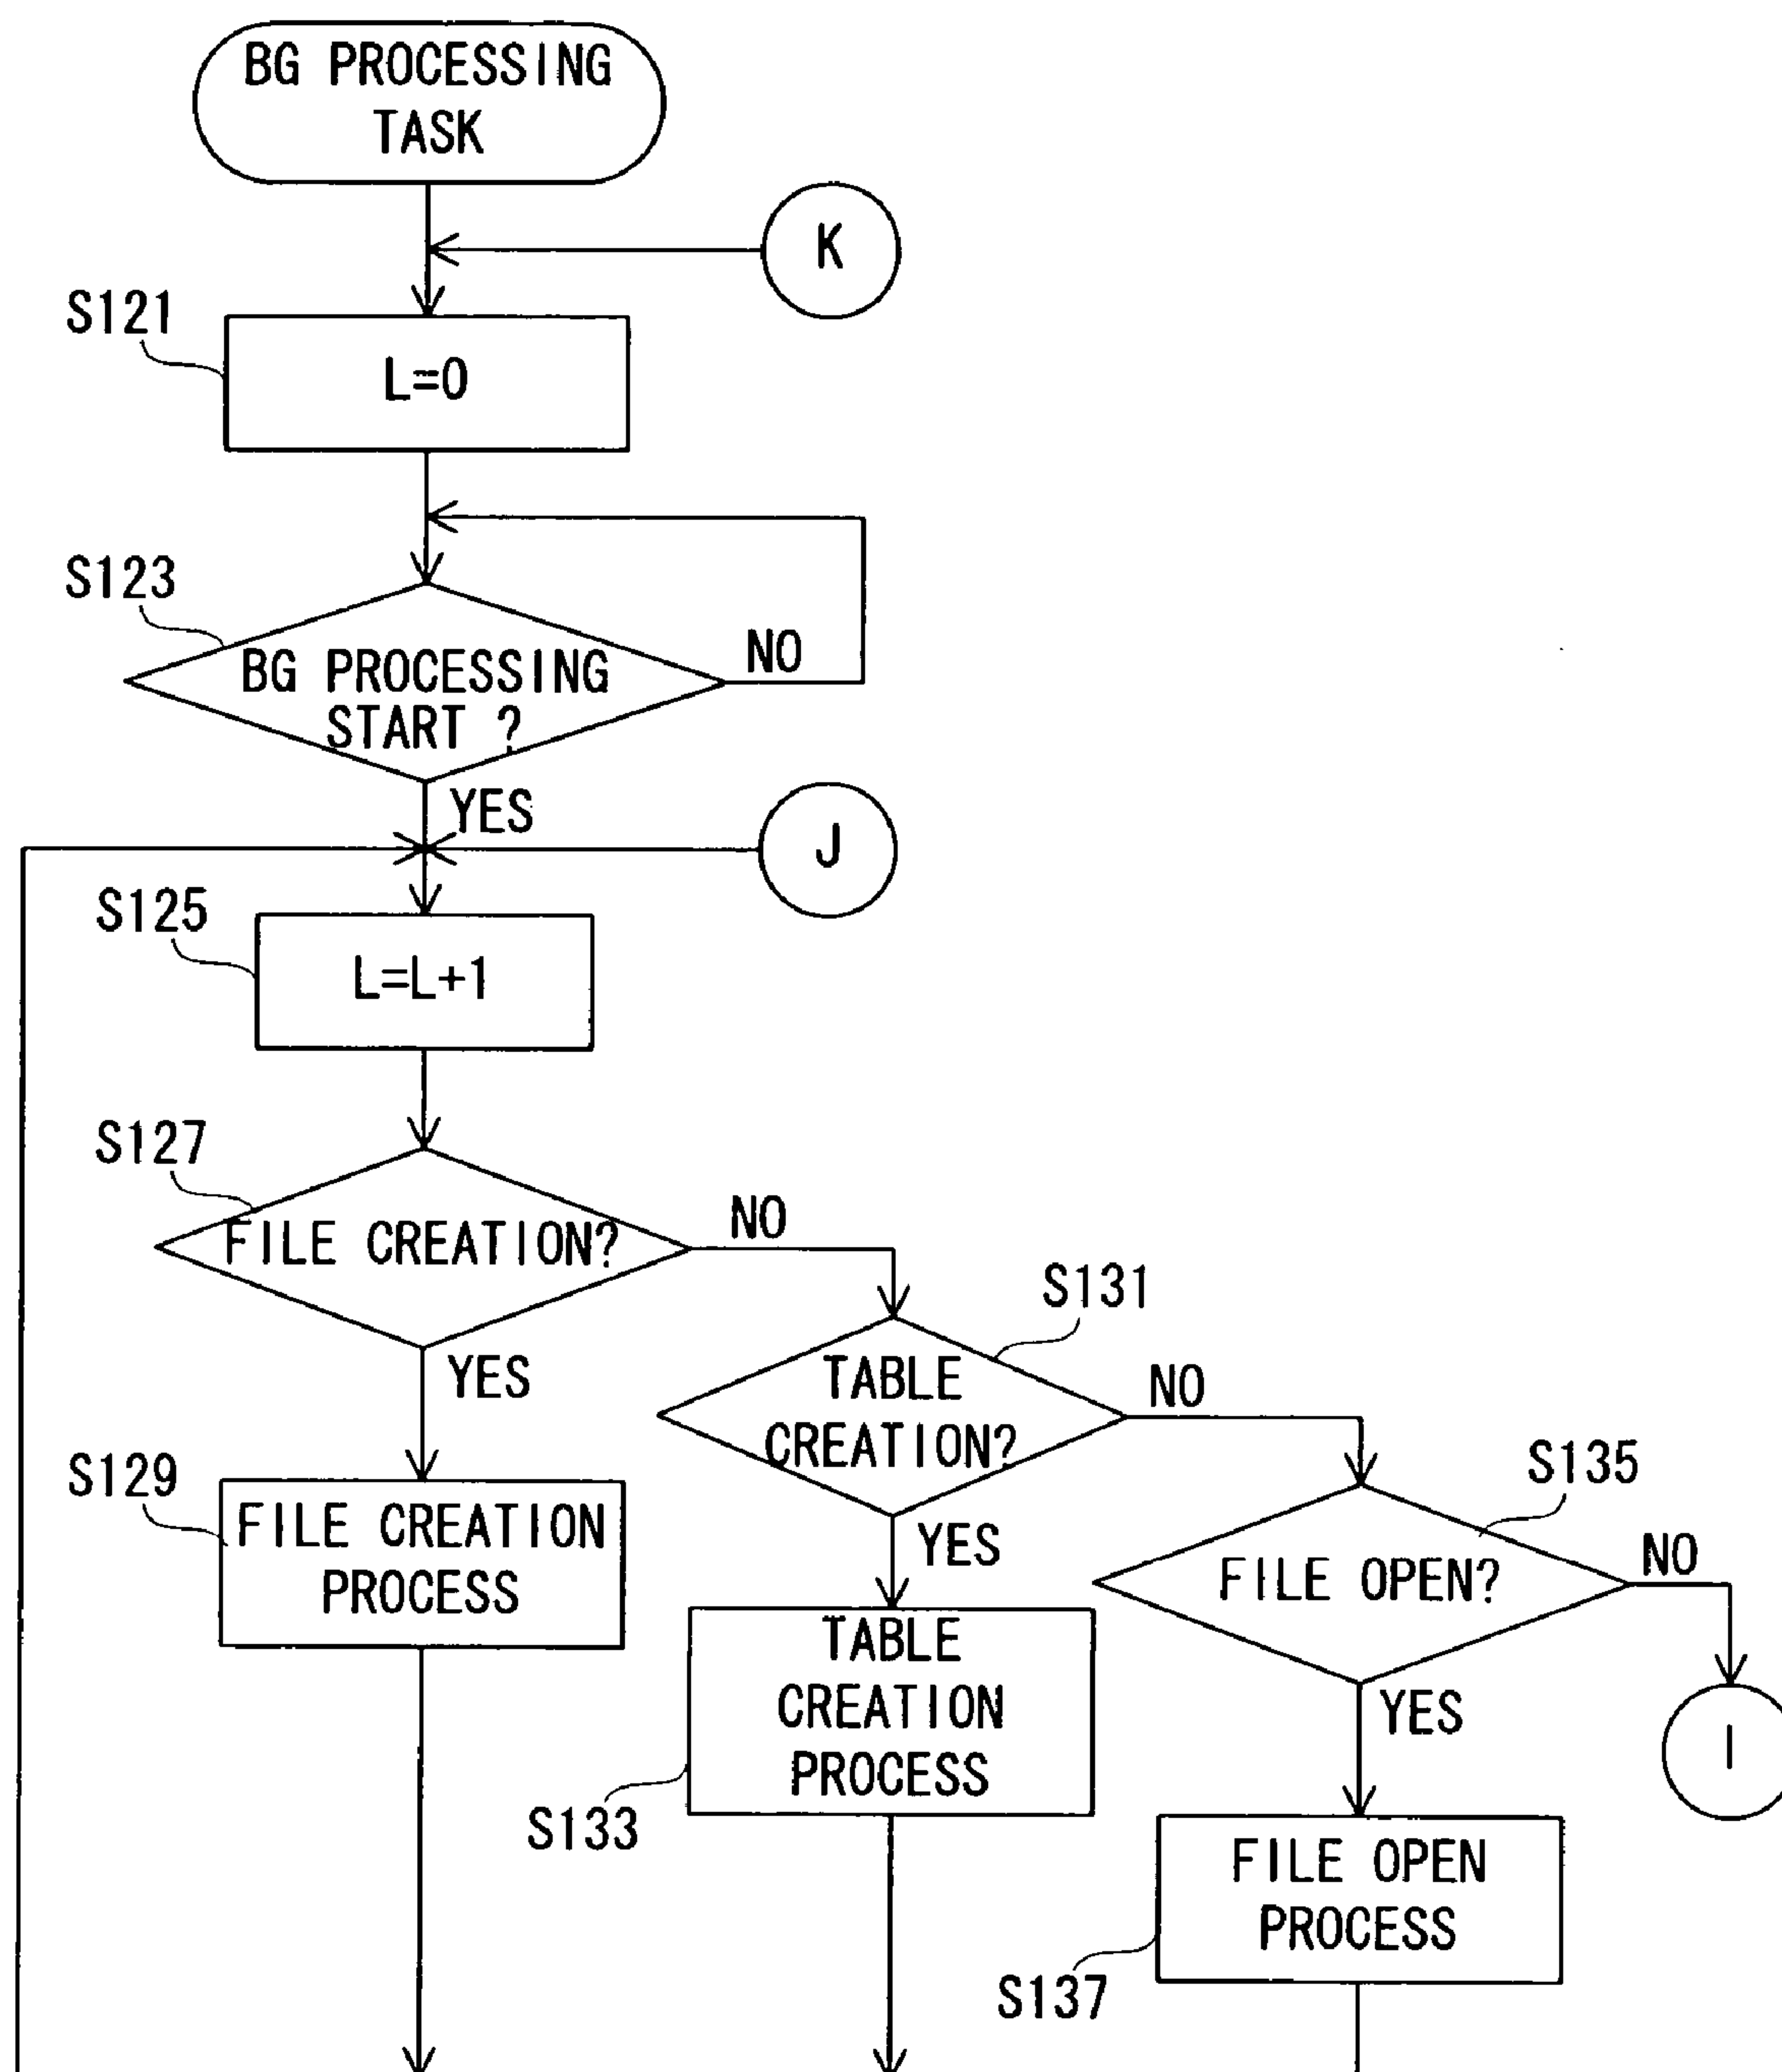 BG PROCESSING
TASK
K
S121
L=0
S123
BG PROCESSING
START ?
NO
YES
J
S125
L=L+1
S127
FILE CREATION?
NO
YES
S131
TABLE
CREATION?
NO
YES
S129
FILE CREATION
PROCESS
S135
FILE OPEN?
NO
YES
I
TABLE
CREATION
PROCESS
S133
FILE OPEN
PROCESS
S137